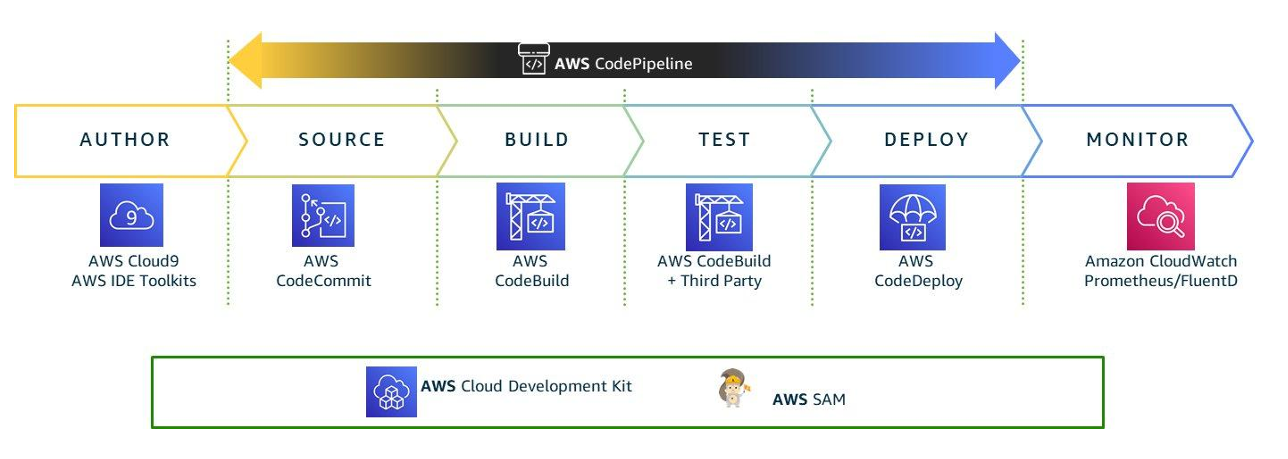 AWS CodePipeline
AUTHOR
SOURCE
BUILD
TEST
DEPLOY
MONITOR
9
</>
AWS Cloud9
AWS IDE Toolkits
AWS
CodeCommit
AWS
CodeBuild
AWS CodeBuild
+ Third Party
AWS
CodeDeploy
Amazon CloudWatch
Prometheus/FluentD
AWS Cloud Development Kit
AWS SAM